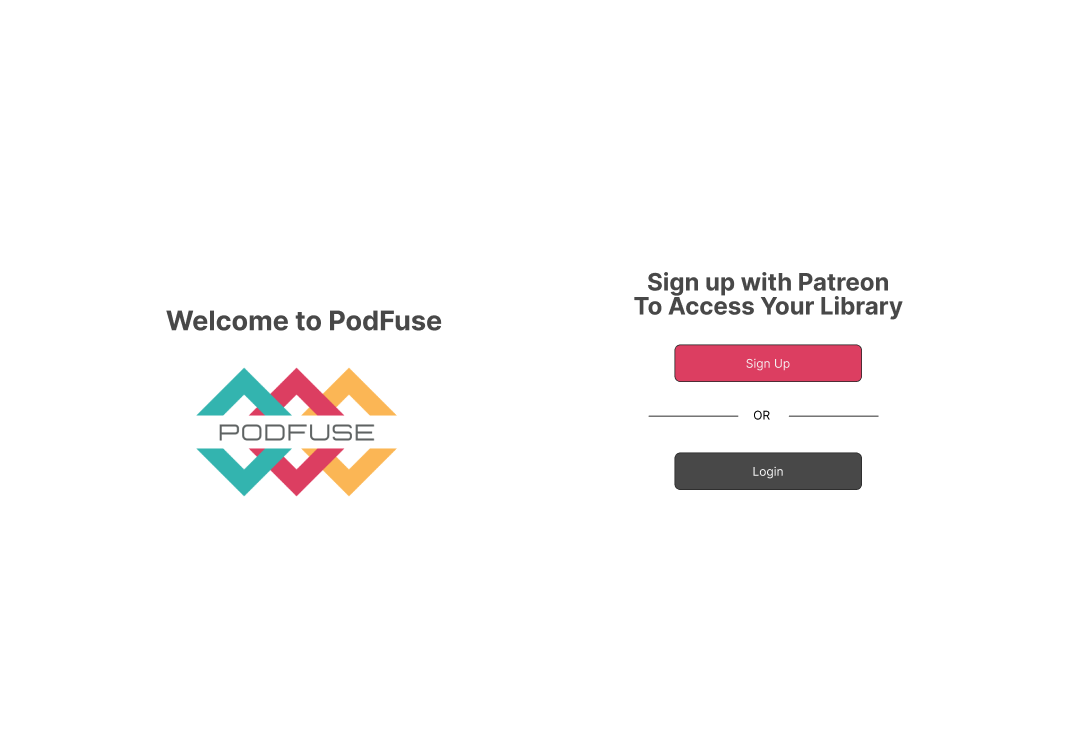 Welcome to PodFuse
PODFUSE
Sign up with Patreon
To Access Your Library
Sign Up
OR
Login